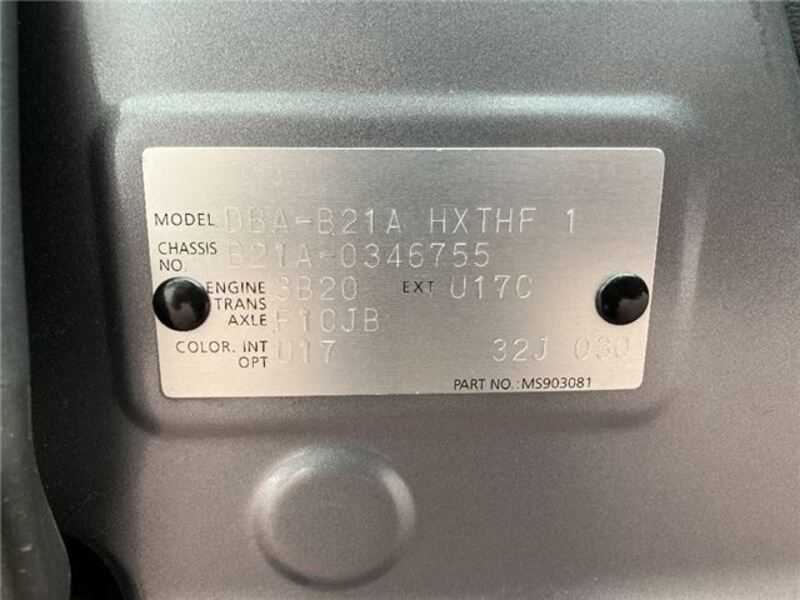 MODEL DBA-B21A HXTHF 1
CHASSIS NO. B21A-0346755
ENGINE 3B20 EXT U17C
TRANS AXLE F1CJB
COLOR. INT OPT U17 32J 030
PART NO.:MS903081